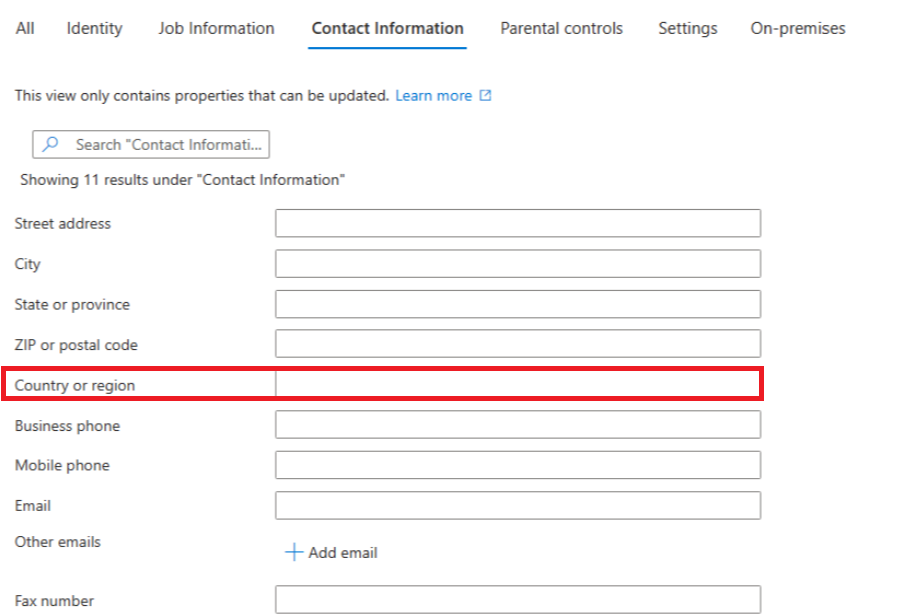 All Identity Job Information Contact Information Parental controls Settings On-premises
This view only contains properties that can be updated. Learn more
Search "Contact Informati...
Showing 11 results under "Contact Information"
Street address
City
State or province
ZIP or postal code
Country or region
Business phone
Mobile phone
Email
Other emails
Add email
Fax number